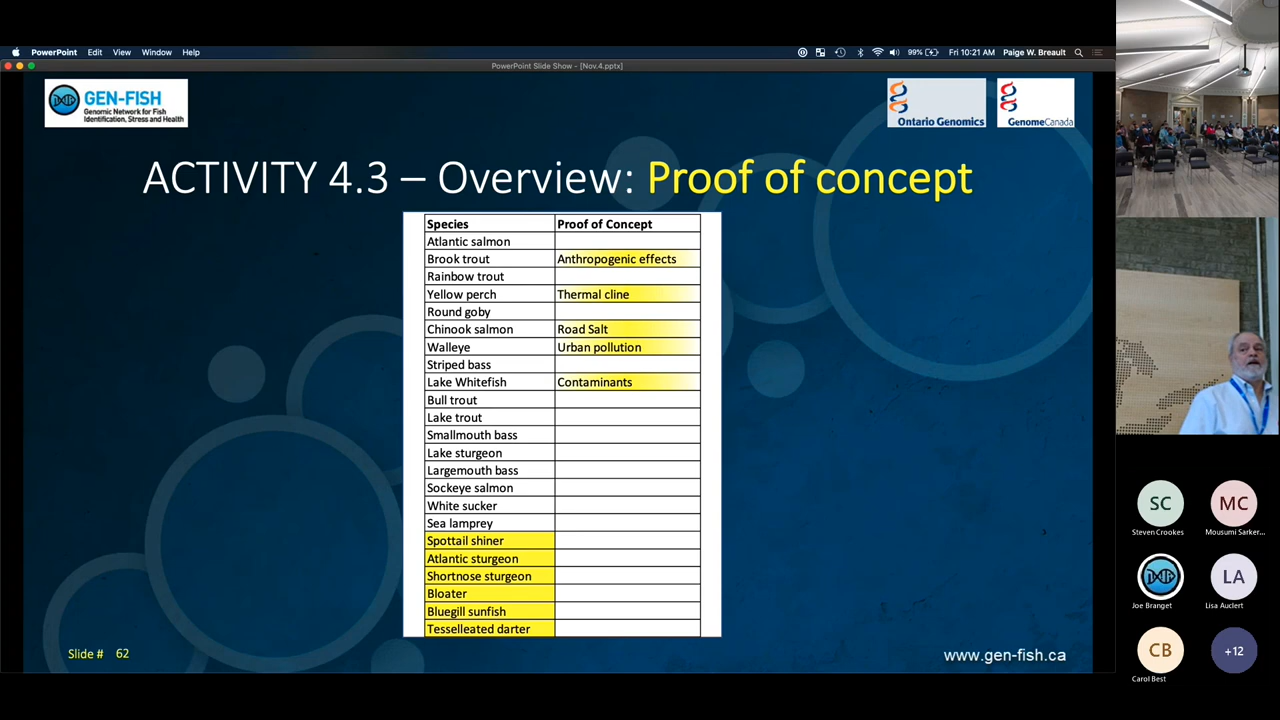 PowerPoint Edit View Window Help
99% Fri 10:21 AM Paige W. Breault
PowerPoint Slide Show - [Nov.4.pptx]
GEN-FISH
Genomic Network for Fish
Identification, Stress and Health
Ontario Genomics
GenomeCanada
ACTIVITY 4.3 – Overview: Proof of concept
Species Proof of Concept
Atlantic salmon
Brook trout Anthropogenic effects
Rainbow trout
Yellow perch Thermal cline
Round goby
Chinook salmon Road Salt
Walleye Urban pollution
Striped bass
Lake Whitefish Contaminants
Bull trout
Lake trout
Smallmouth bass
Lake sturgeon
Largemouth bass
Sockeye salmon
White sucker
Sea lamprey
Spottail shiner
Atlantic sturgeon
Shortnose sturgeon
Bloater
Bluegill sunfish
Tesselleated darter
Slide # 62
www.gen-fish.ca
SC MC
Steven Crookes Mousumi Sarker...
LA
Joe Branget Lisa Auclert
CB +12
Carol Best